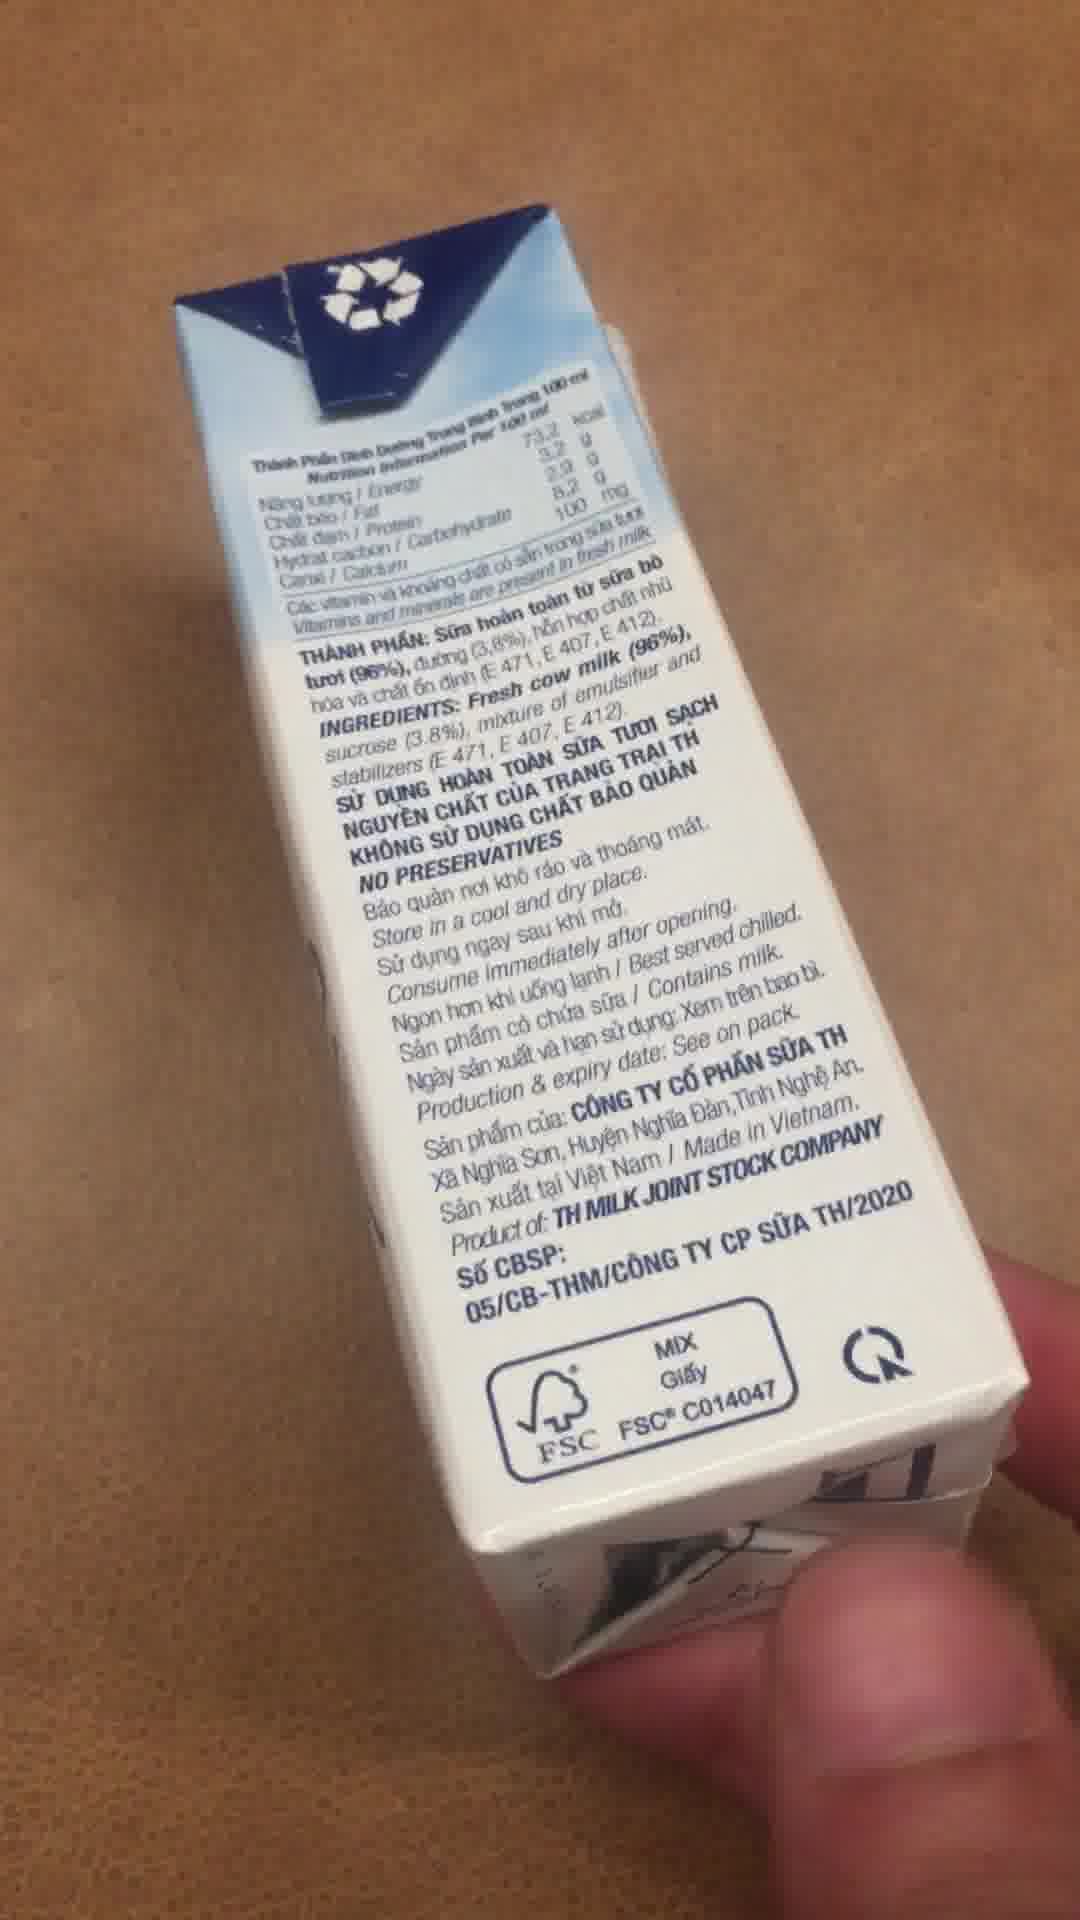 Thành Phần Dinh Dưỡng Trung Bình Trong 100 ml
Nutrition Information Per 100 ml
Năng lượng / Energy 73,2 kcal
Chất béo / Fat 3,2 g
Chất đạm / Protein 2,9 g
Hydrat cacbon / Carbohydrate 8,2 g
Canxi / Calcium 100 mg
Các vitamin và khoáng chất có sẵn trong sữa tươi
Vitamins and minerals are present in fresh milk
THÀNH PHẦN: Sữa hoàn toàn từ sữa bò
tươi (96%), đường (3,8%), hỗn hợp chất nhũ
hóa và chất ổn định (E 471, E 407, E 412).
INGREDIENTS: Fresh cow milk (96%),
sucrose (3.8%), mixture of emulsifier and
stabilizers (E 471, E 407, E 412).
SỬ DỤNG HOÀN TOÀN SỮA TƯƠI SẠCH
NGUYÊN CHẤT CỦA TRANG TRẠI TH
KHÔNG SỬ DỤNG CHẤT BẢO QUẢN
NO PRESERVATIVES
Bảo quản nơi khô ráo và thoáng mát.
Store in a cool and dry place.
Sử dụng ngay sau khi mở.
Consume immediately after opening.
Ngon hơn khi uống lạnh / Best served chilled.
Sản phẩm có chứa sữa / Contains milk.
Ngày sản xuất và hạn sử dụng: Xem trên bao bì.
Production & expiry date: See on pack.
Sản phẩm của: CÔNG TY CỔ PHẦN SỮA TH
Xã Nghĩa Sơn, Huyện Nghĩa Đàn, Tỉnh Nghệ An.
Sản xuất tại Việt Nam / Made in Vietnam.
Product of: TH MILK JOINT STOCK COMPANY
Số CBSP:
05/CB-THM/CÔNG TY CP SỮA TH/2020
MIX
Giấy
FSC FSC® C014047